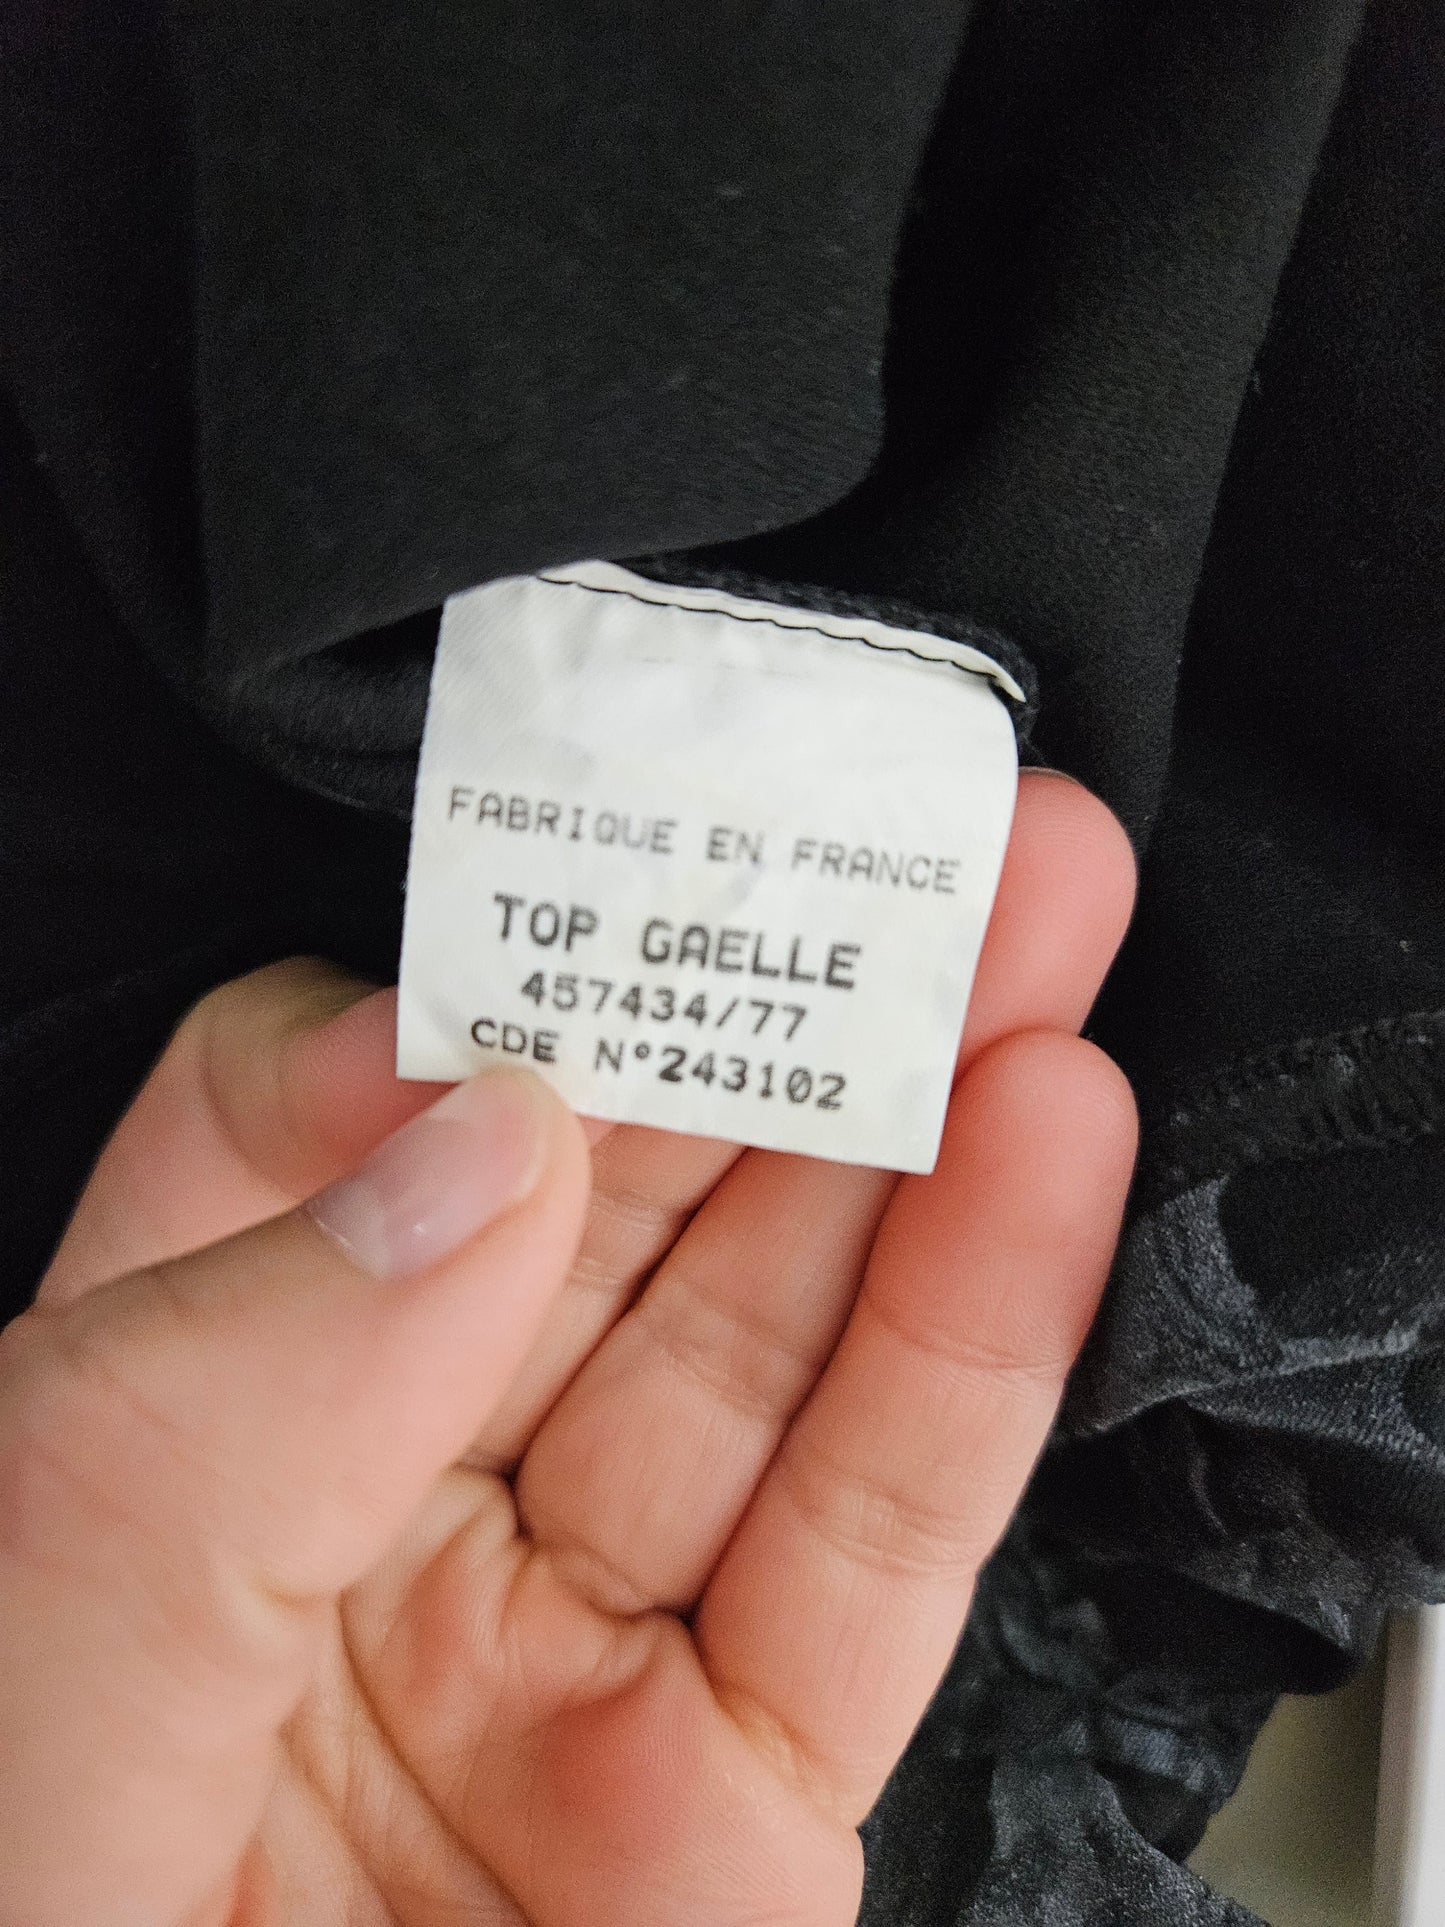 FABRIQUE EN FRANCE
TOP GAELLE
457434/77
CDE N°243102